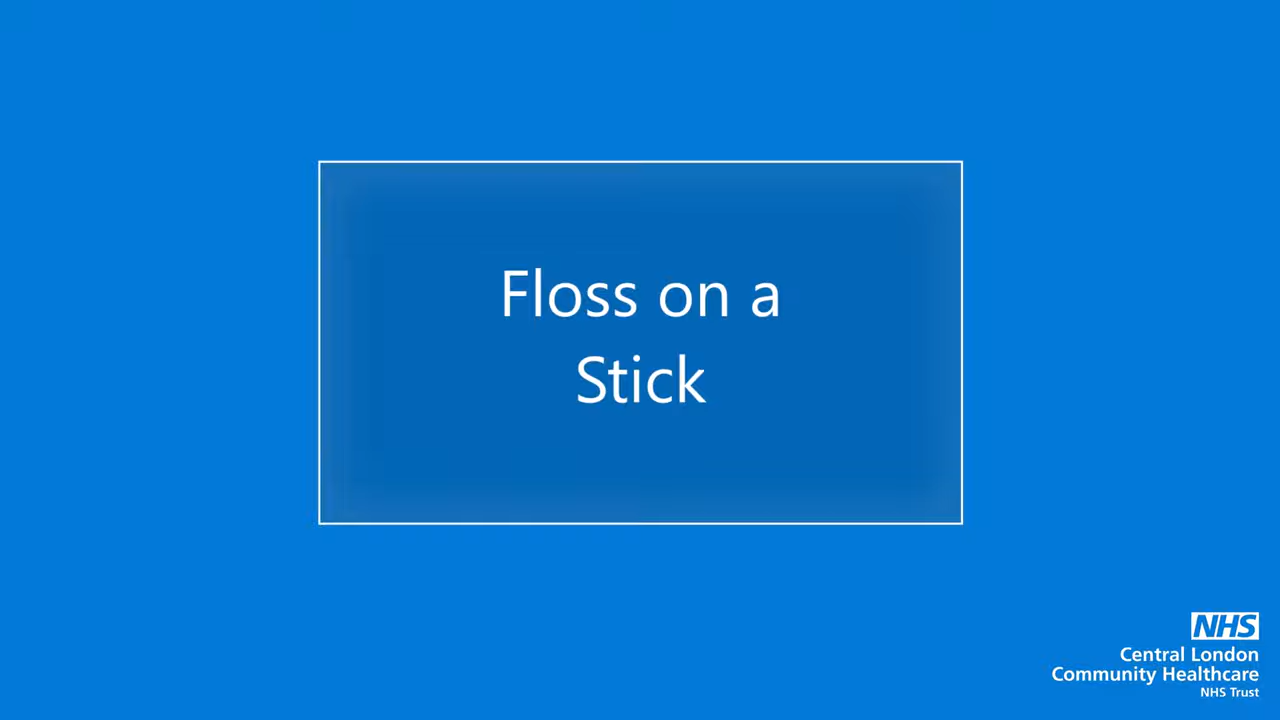 Floss on a
Stick
NHS
Central London
Community Healthcare
NHS Trust